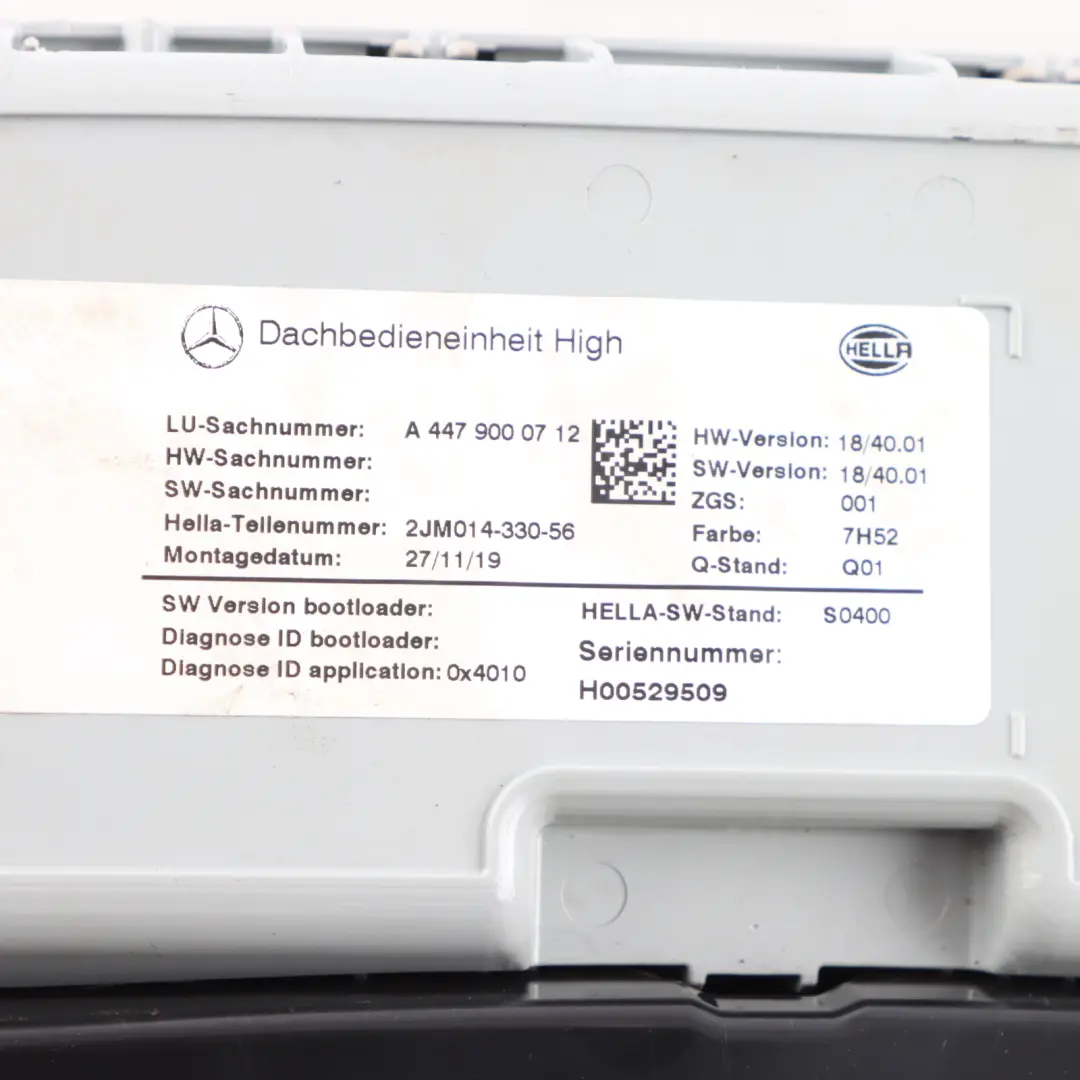 Dachbedieneinheit High
HELLA
LU-Sachnummer: A 447 900 07 12
HW-Sachnummer:
SW-Sachnummer:
Hella-Teilenummer: 2JM014-330-56
Montagedatum: 27/11/19
HW-Version: 18/40.01
SW-Version: 18/40.01
ZGS: 001
Farbe: 7H52
Q-Stand: Q01
SW Version bootloader:
Diagnose ID bootloader:
Diagnose ID application: 0x4010
HELLA-SW-Stand: S0400
Seriennummer:
H00529509